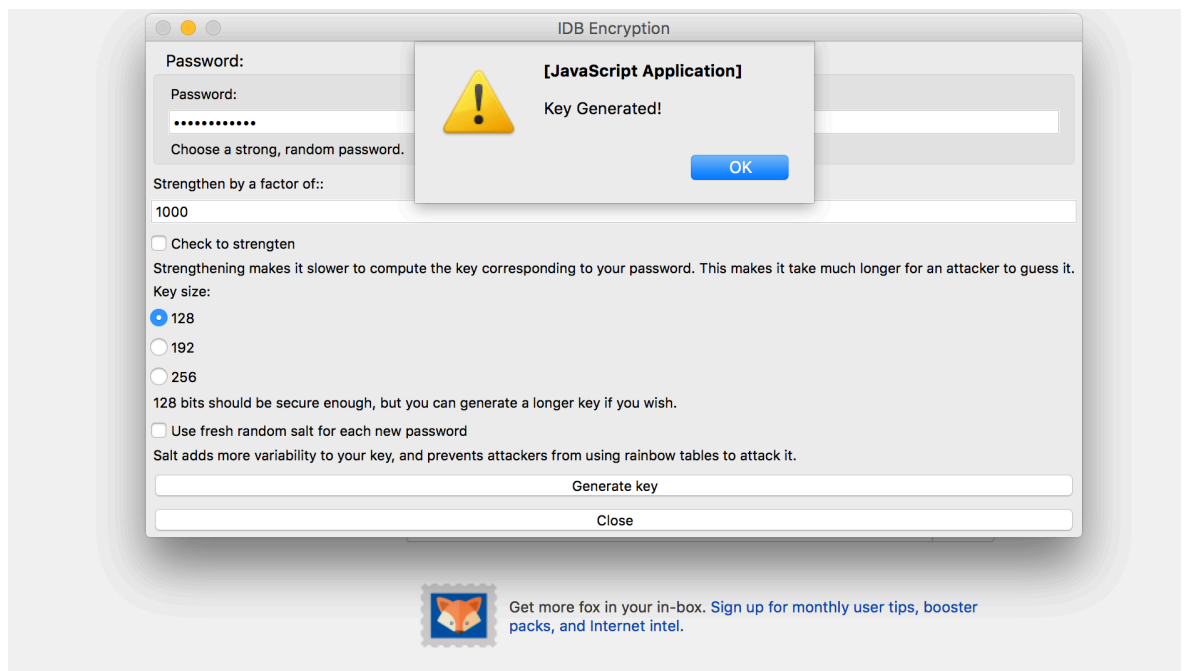 IDB Encryption
Password:
[JavaScript Application]
Key Generated!
OK
Password:
••••••••••••
Choose a strong, random password.
Strengthen by a factor of::
1000
Check to strengten
Strengthening makes it slower to compute the key corresponding to your password. This makes it take much longer for an attacker to guess it.
Key size:
128
192
256
128 bits should be secure enough, but you can generate a longer key if you wish.
Use fresh random salt for each new password
Salt adds more variability to your key, and prevents attackers from using rainbow tables to attack it.
Generate key
Close
Get more fox in your in-box. Sign up for monthly user tips, booster
packs, and Internet intel.